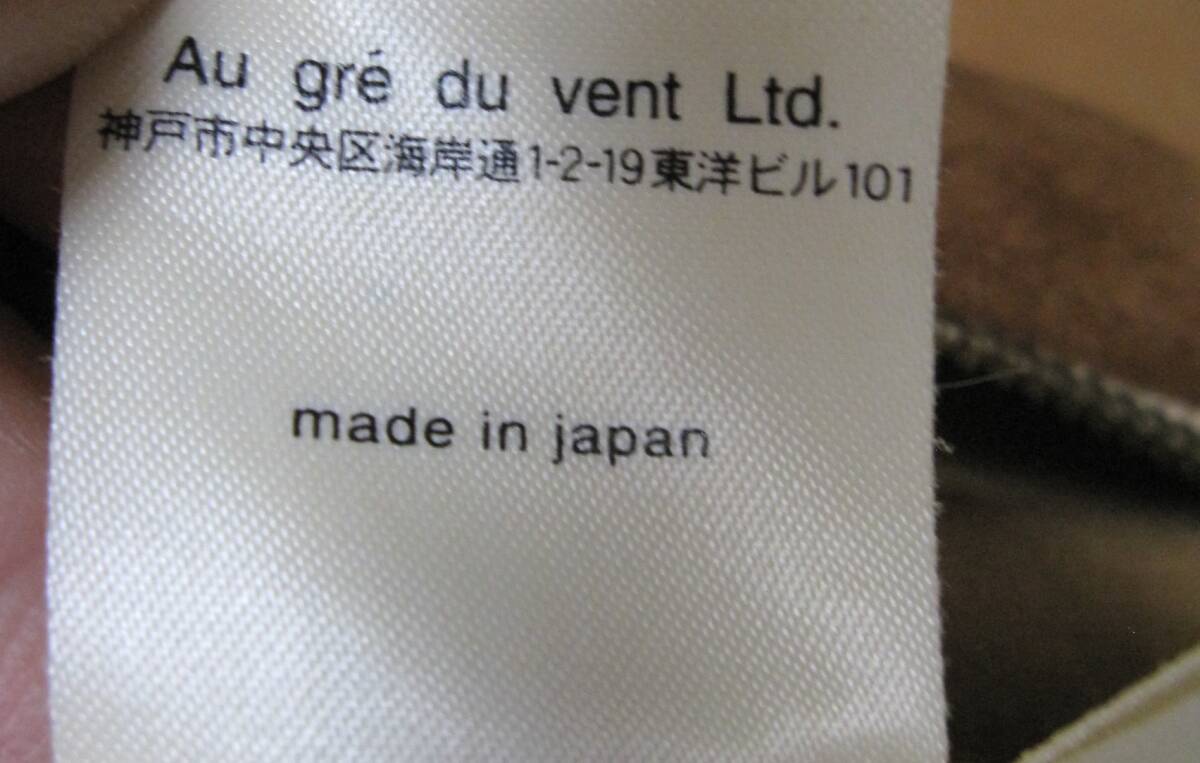 Au gré du vent Ltd.
神戸市中央区海岸通1-2-19東洋ビル101
made in japan